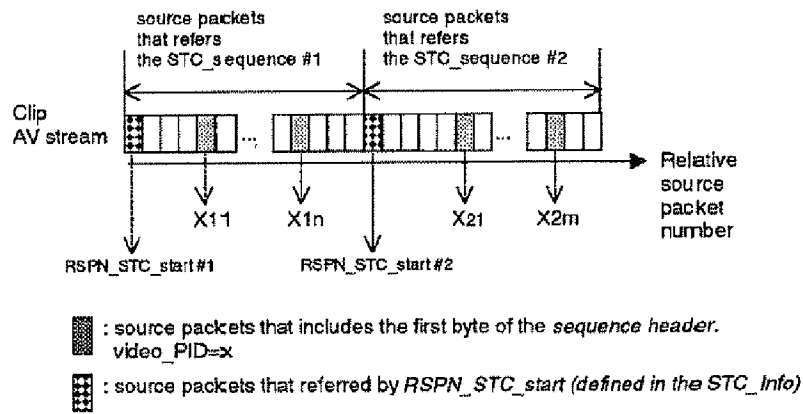 source packets
that refers
the STC_sequence #1
source packets
that refers
the STC_sequence #2
Clip
AV stream
...
...
Relative
source
packet
number
X11
X1n
X21
X2m
RSPN_STC_start#1
RSPN_STC_start#2
: source packets that includes the first byte of the sequence header.
video_PID=x
: source packets that referred by RSPN_STC_start (defined in the STC_Info)